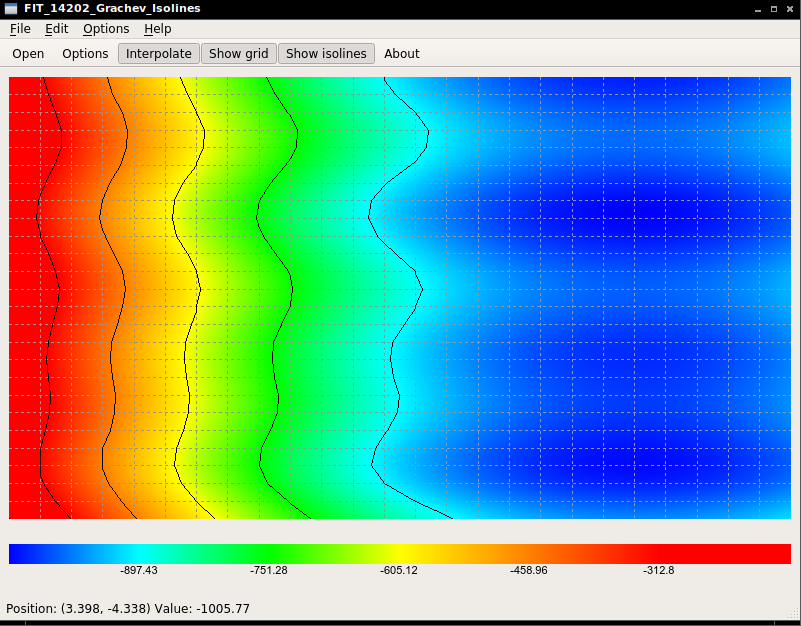 FIT_14202_Grachev_Isolines
File Edit Options Help
Open Options Interpolate Show grid Show isolines About
-897.43 -751.28 -605.12 -458.96 -312.8
Position: (3.398, -4.338) Value: -1005.77